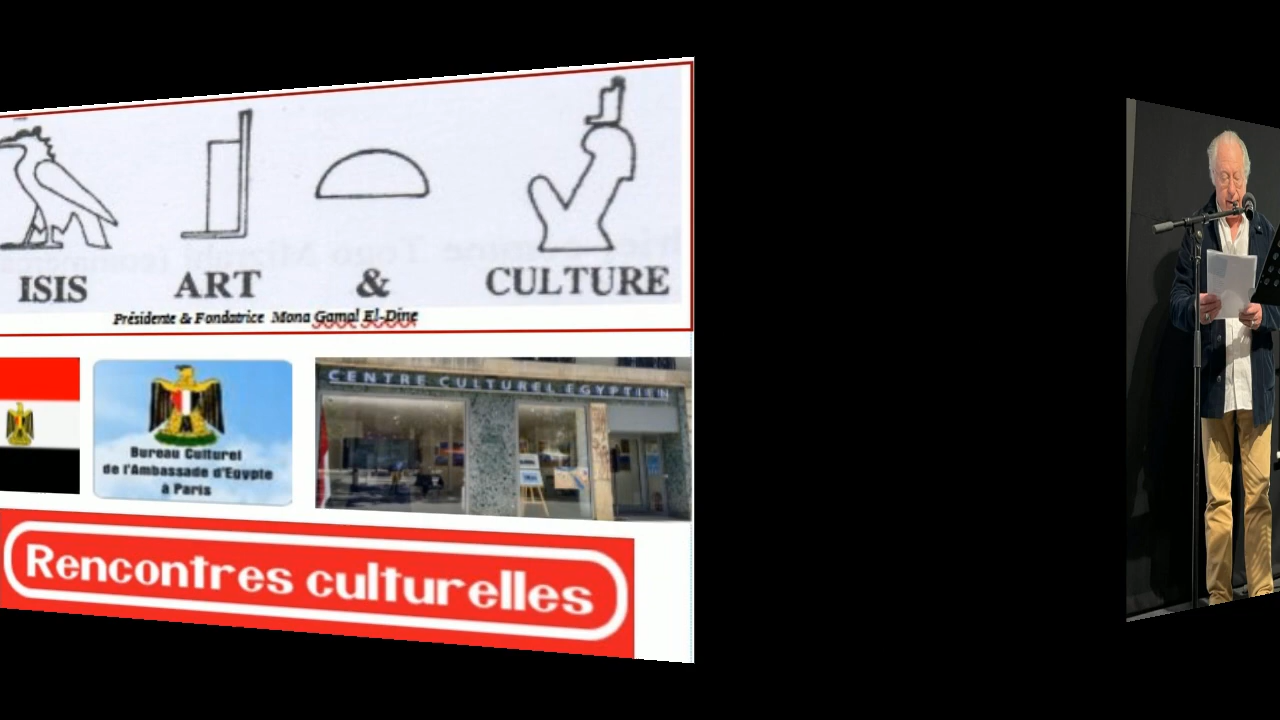 ISIS ART & CULTURE
Présidente & Fondatrice Mona Gamal El-Dine
CENTRE CULTUREL EGYPTIEN
Bureau Culturel
de l'Ambassade d'Egypte
à Paris
Rencontres culturelles